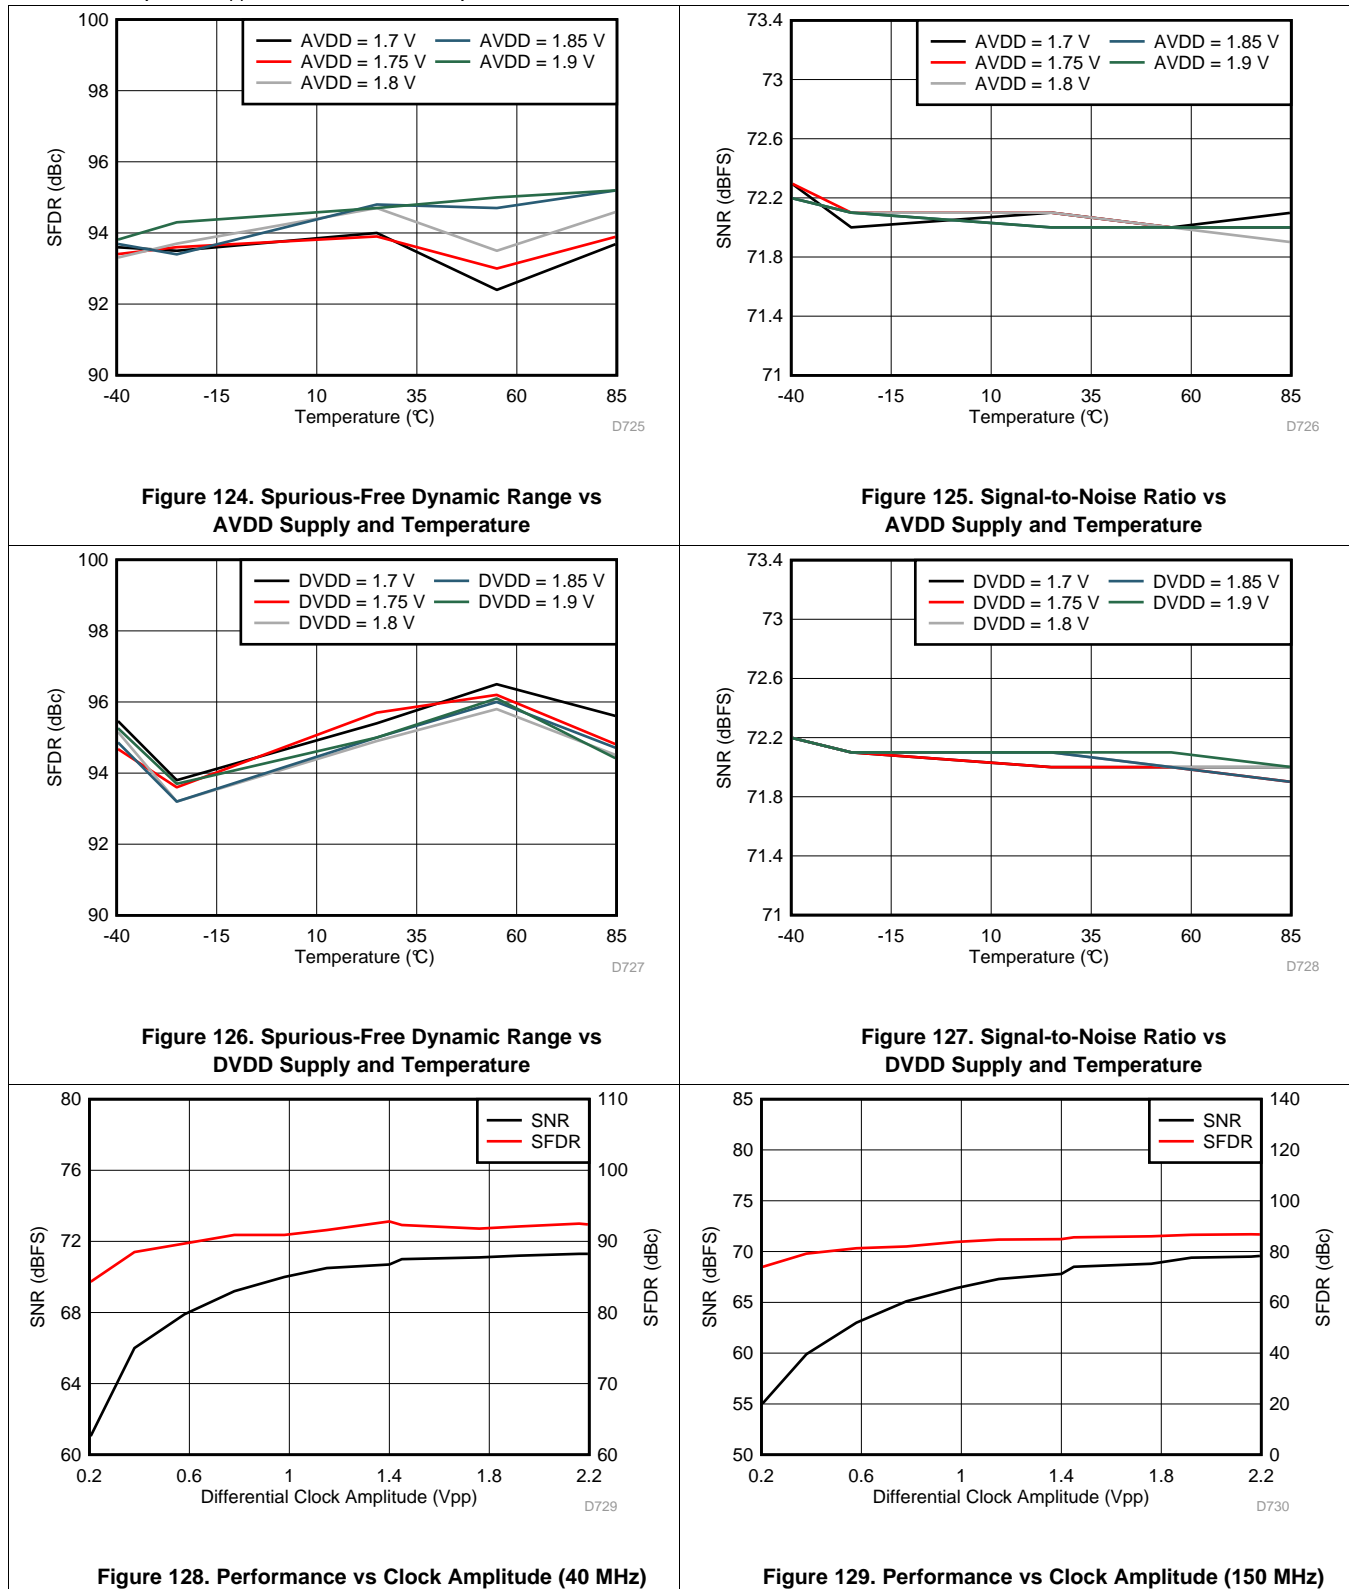 100
98
96
94
92
90
SFDR (dBc)
AVDD = 1.7 V
AVDD = 1.75 V
AVDD = 1.8 V
AVDD = 1.85 V
AVDD = 1.9 V
-40 -15 10 35 60 85
Temperature (°C)
D725
Figure 124. Spurious-Free Dynamic Range vs
AVDD Supply and Temperature
73.4
73
72.6
72.2
71.8
71.4
71
SNR (dBFS)
AVDD = 1.7 V
AVDD = 1.75 V
AVDD = 1.8 V
AVDD = 1.85 V
AVDD = 1.9 V
-40 -15 10 35 60 85
Temperature (°C)
D726
Figure 125. Signal-to-Noise Ratio vs
AVDD Supply and Temperature
100
98
96
94
92
90
SFDR (dBc)
DVDD = 1.7 V
DVDD = 1.75 V
DVDD = 1.8 V
DVDD = 1.85 V
DVDD = 1.9 V
-40 -15 10 35 60 85
Temperature (°C)
D727
Figure 126. Spurious-Free Dynamic Range vs
DVDD Supply and Temperature
73.4
73
72.6
72.2
71.8
71.4
71
SNR (dBFS)
DVDD = 1.7 V
DVDD = 1.75 V
DVDD = 1.8 V
DVDD = 1.85 V
DVDD = 1.9 V
-40 -15 10 35 60 85
Temperature (°C)
D728
Figure 127. Signal-to-Noise Ratio vs
DVDD Supply and Temperature
80
76
72
68
64
60
SNR (dBFS)
SNR
SFDR
110
100
90
80
70
60
SFDR (dBc)
0.2 0.6 1 1.4 1.8 2.2
Differential Clock Amplitude (Vpp)
D729
Figure 128. Performance vs Clock Amplitude (40 MHz)
85
80
75
70
65
60
55
50
SNR (dBFS)
SNR
SFDR
140
120
100
80
60
40
20
0
SFDR (dBc)
0.2 0.6 1 1.4 1.8 2.2
Differential Clock Amplitude (Vpp)
D730
Figure 129. Performance vs Clock Amplitude (150 MHz)